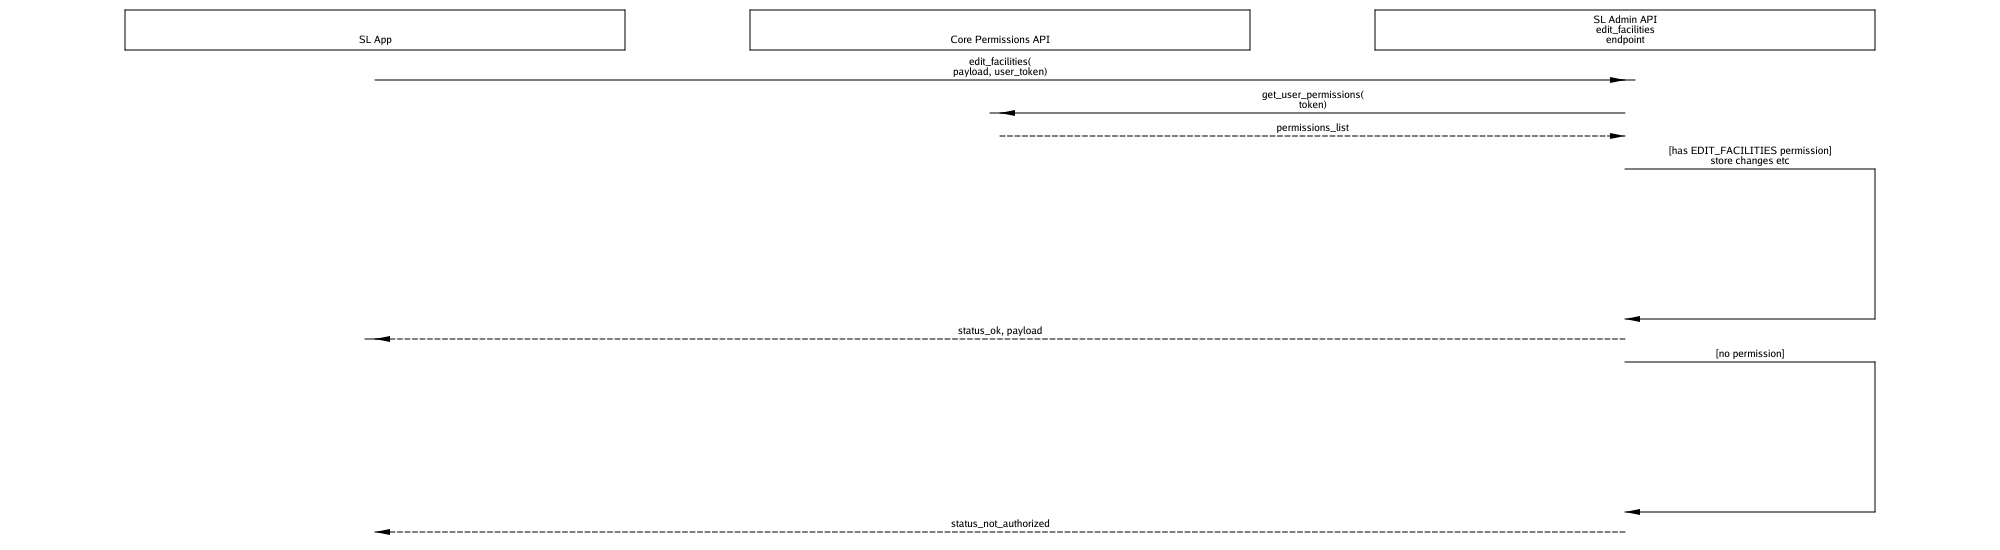 SL App
Core Permissions API
SL Admin API
edit_facilities
endpoint
edit_facilities(
payload, user_token)
get_user_permissions(
token)
permissions_list
[has EDIT_FACILITIES permission]
store changes etc
status_ok, payload
[no permission]
status_not_authorized